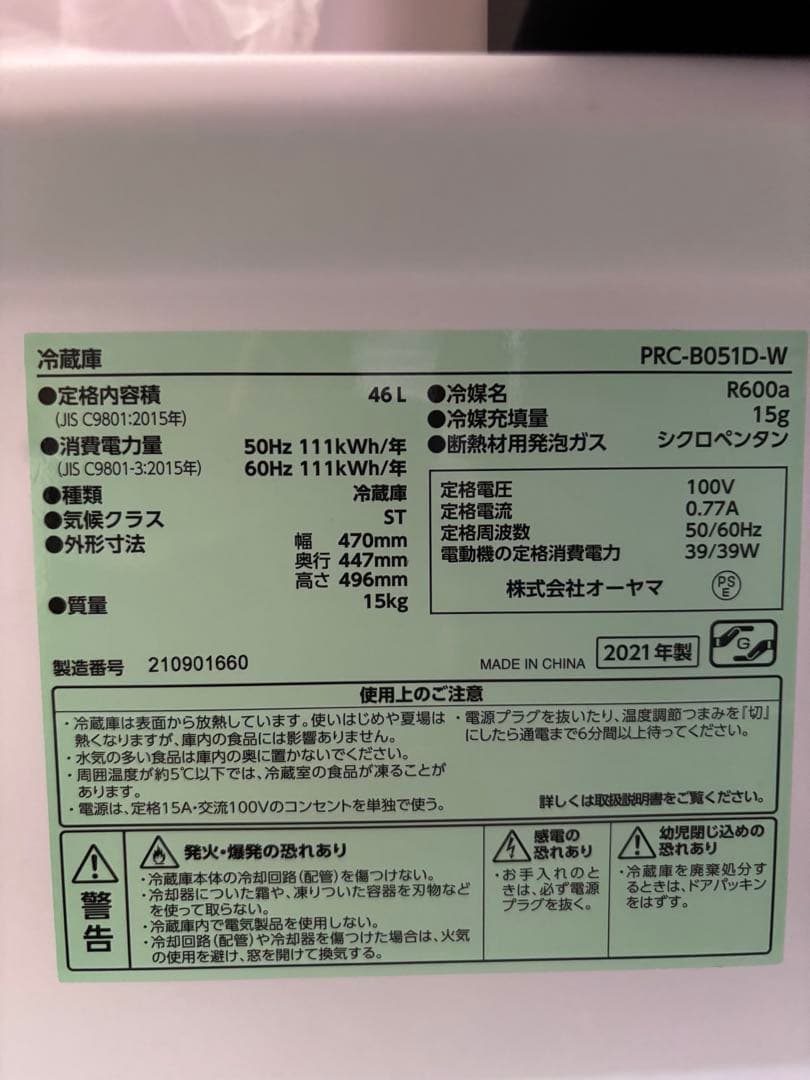 冷蔵庫 PRC-B051D-W
●定格内容積 46L
(JIS C9801:2015年)
●消費電力量 50Hz 111kWh/年
(JIS C9801-3:2015年) 60Hz 111kWh/年
●種類 冷蔵庫
●気候クラス ST
●外形寸法 幅 470mm
奥行 447mm
高さ 496mm
●質量 15kg
●冷媒名 R600a
●冷媒充填量 15g
●断熱材用発泡ガス シクロペンタン
定格電圧 100V
定格電流 0.77A
定格周波数 50/60Hz
電動機の定格消費電力 39/39W
株式会社オーヤマ PSE
製造番号 210901660 MADE IN CHINA 2021年製 G
使用上のご注意
・冷蔵庫は表面から放熱しています。使いはじめや夏場は
熱くなりますが、庫内の食品には影響ありません。
・水気の多い食品は庫内の奥に置かないでください。
・周囲温度が約5℃以下では、冷蔵室の食品が凍ることが
あります。
・電源は、定格15A・交流100Vのコンセントを単独で使う。
・電源プラグを抜いたり、温度調節つまみを『切』
にしたら通電まで6分間以上待ってください。
詳しくは取扱説明書をご覧ください。
警告
発火・爆発の恐れあり
・冷蔵庫本体の冷却回路(配管)を傷つけない。
・冷却器についた霜や、凍りついた容器を刃物など
を使って取らない。
・冷蔵庫内で電気製品を使用しない。
・冷却回路(配管)や冷却器を傷つけた場合は、火気
の使用を避け、窓を開けて換気する。
感電の
恐れあり
・お手入れのと
きは、必ず電源
プラグを抜く。
幼児閉じ込めの
恐れあり
・冷蔵庫を廃棄処分す
るときは、ドアパッキン
をはずす。